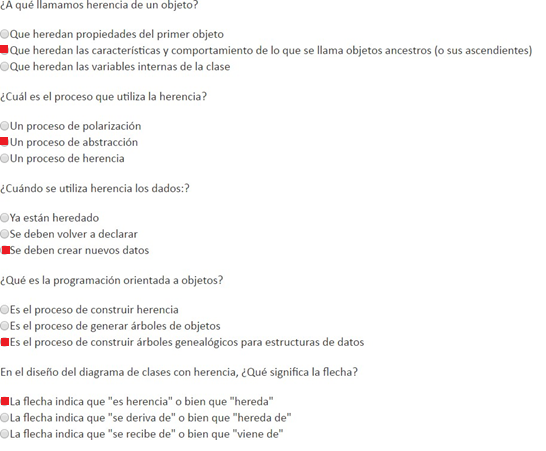 ¿A qué llamamos herencia de un objeto?
Que heredan propiedades del primer objeto
Que heredan las características y comportamiento de lo que se llama objetos ancestros (o sus ascendientes)
Que heredan las variables internas de la clase
¿Cuál es el proceso que utiliza la herencia?
Un proceso de polarización
Un proceso de abstracción
Un proceso de herencia
¿Cuándo se utiliza herencia los dados:?
Ya están heredado
Se deben volver a declarar
Se deben crear nuevos datos
¿Qué es la programación orientada a objetos?
Es el proceso de construir herencia
Es el proceso de generar árboles de objetos
Es el proceso de construir árboles genealógicos para estructuras de datos
En el diseño del diagrama de clases con herencia, ¿Qué significa la flecha?
La flecha indica que "es herencia" o bien que "hereda"
La flecha indica que "se deriva de" o bien que "hereda de"
La flecha indica que "se recibe de" o bien que "viene de"